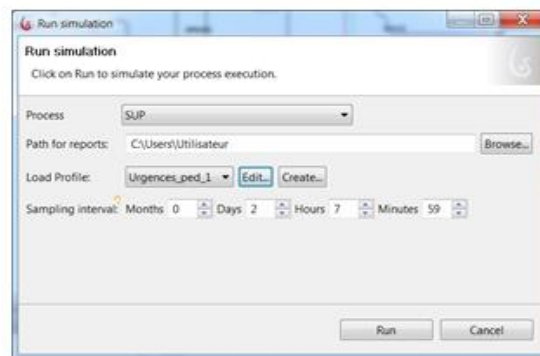 Run simulation
Run simulation
Click on Run to simulate your process execution.
Process SUP
Path for reports: C:\Users\Utilisateur Browse...
Load Profile: Urgences_ped_1 Edit... Create...
Sampling interval: Months 0 Days 2 Hours 7 Minutes 59
Run Cancel